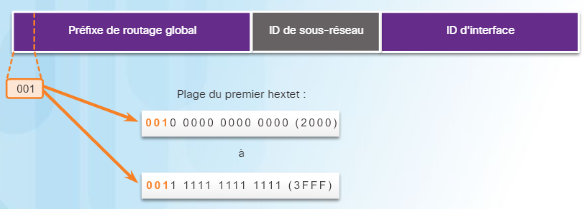 Préfixe de routage global ID de sous-réseau ID d'interface
001
Plage du premier hextet :
0010 0000 0000 0000 (2000)
à
0011 1111 1111 1111 (3FFF)